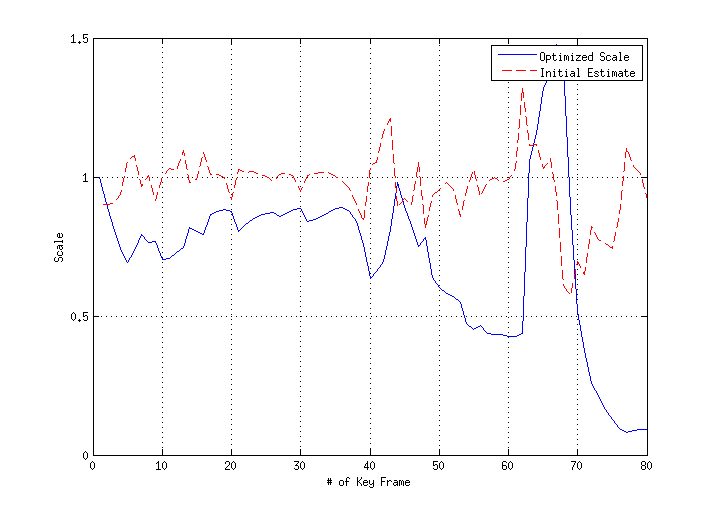 1.5
Optimized Scale
Initial Estimate
1
Scale
0.5
0
0 10 20 30 40 50 60 70 80
# of Key Frame